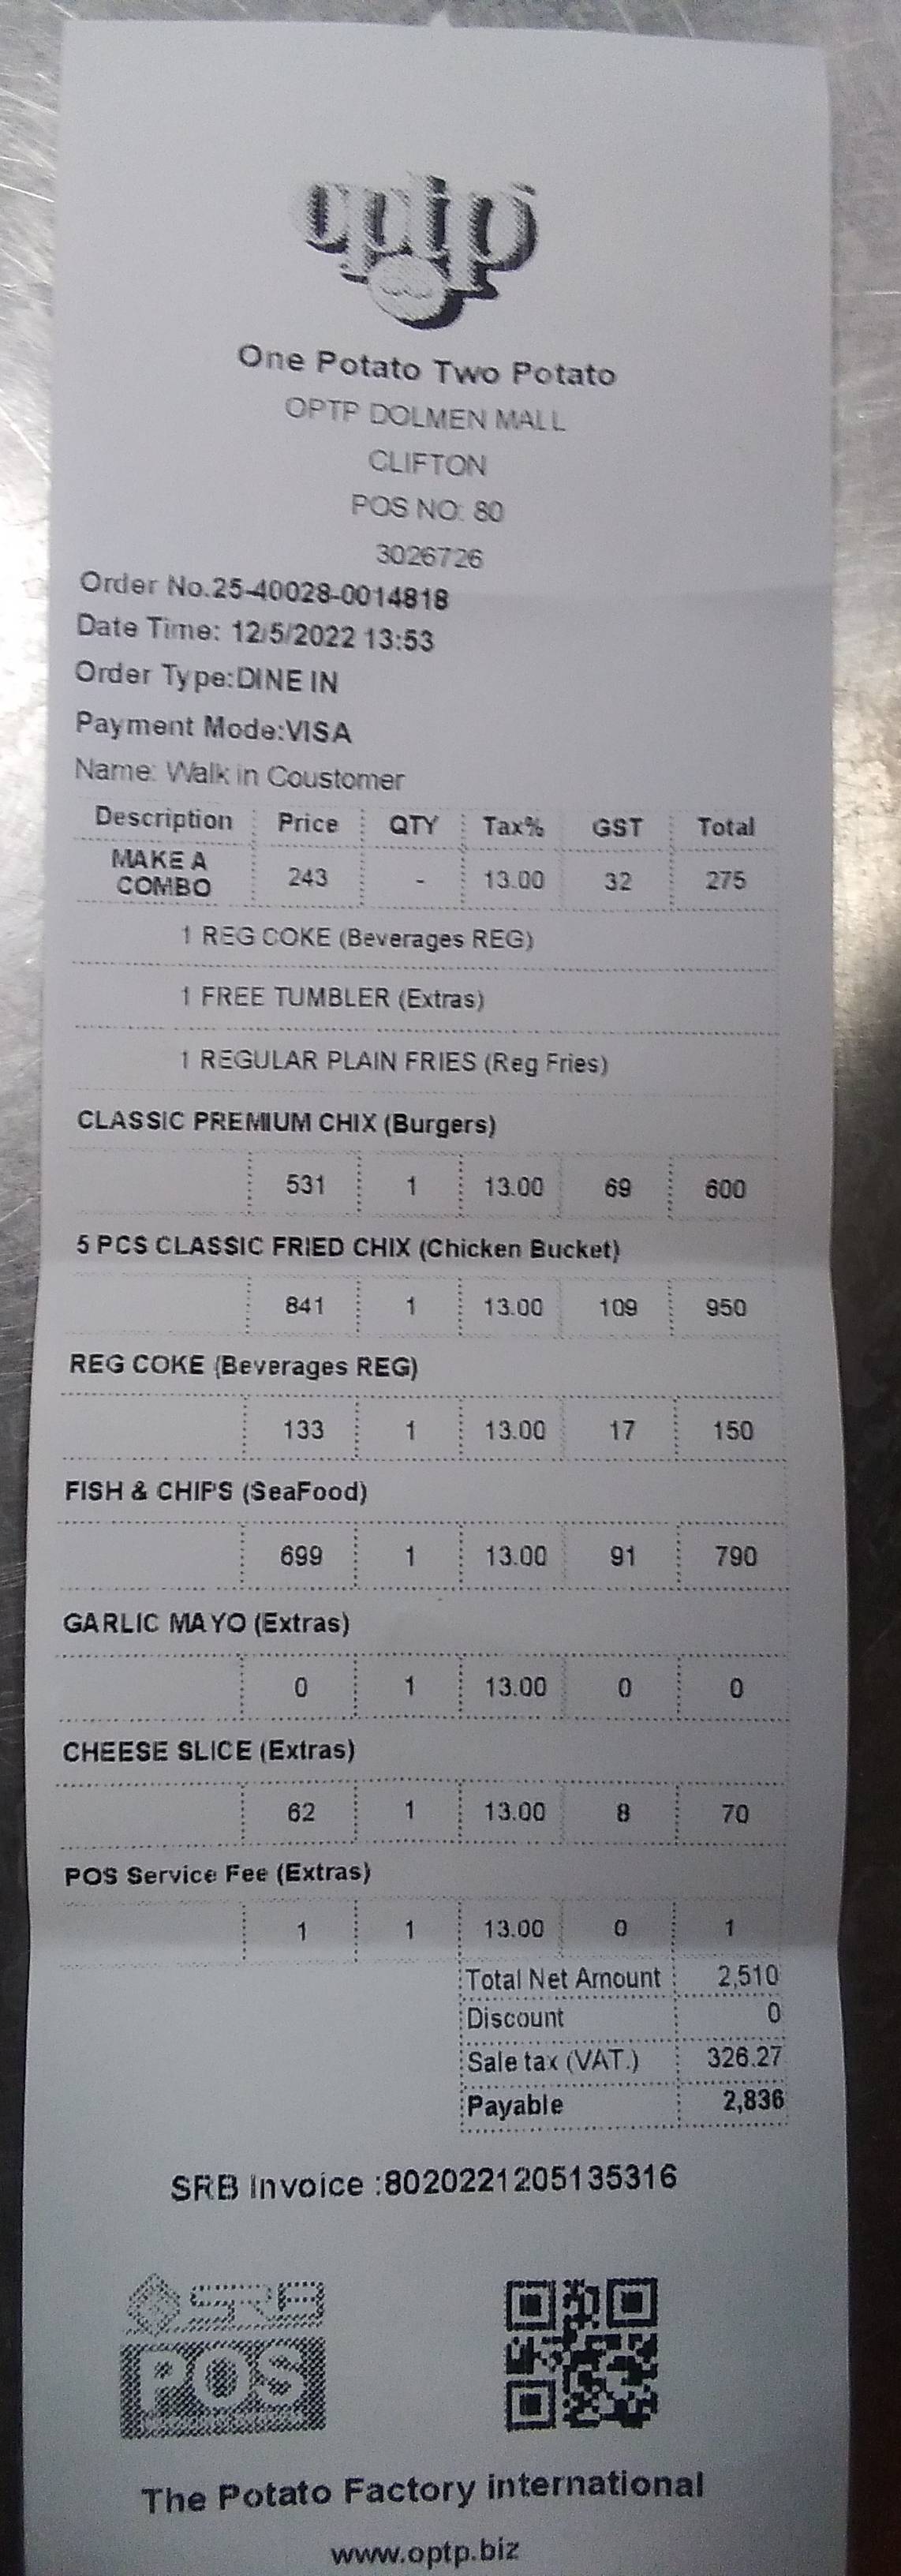 optp
One Potato Two Potato
OPTP DOLMEN MALL
CLIFTON
POS NO: 80
3026726
Order No.25-40028-0014818
Date Time: 12/5/2022 13:53
Order Type:DINE IN
Payment Mode:VISA
Name: Walk in Coustomer
Description Price QTY Tax% GST Total
MAKE A COMBO 243 - 13.00 32 275
1 REG COKE (Beverages REG)
1 FREE TUMBLER (Extras)
1 REGULAR PLAIN FRIES (Reg Fries)
CLASSIC PREMIUM CHIX (Burgers)
531 1 13.00 69 600
5 PCS CLASSIC FRIED CHIX (Chicken Bucket)
841 1 13.00 109 950
REG COKE (Beverages REG)
133 1 13.00 17 150
FISH & CHIPS (SeaFood)
699 1 13.00 91 790
GARLIC MAYO (Extras)
0 1 13.00 0 0
CHEESE SLICE (Extras)
62 1 13.00 8 70
POS Service Fee (Extras)
1 1 13.00 0 1
Total Net Amount 2,510
Discount 0
Sale tax (VAT.) 326.27
Payable 2,836
SRB Invoice :8020221205135316
SRB
POS
The Potato Factory international
www.optp.biz